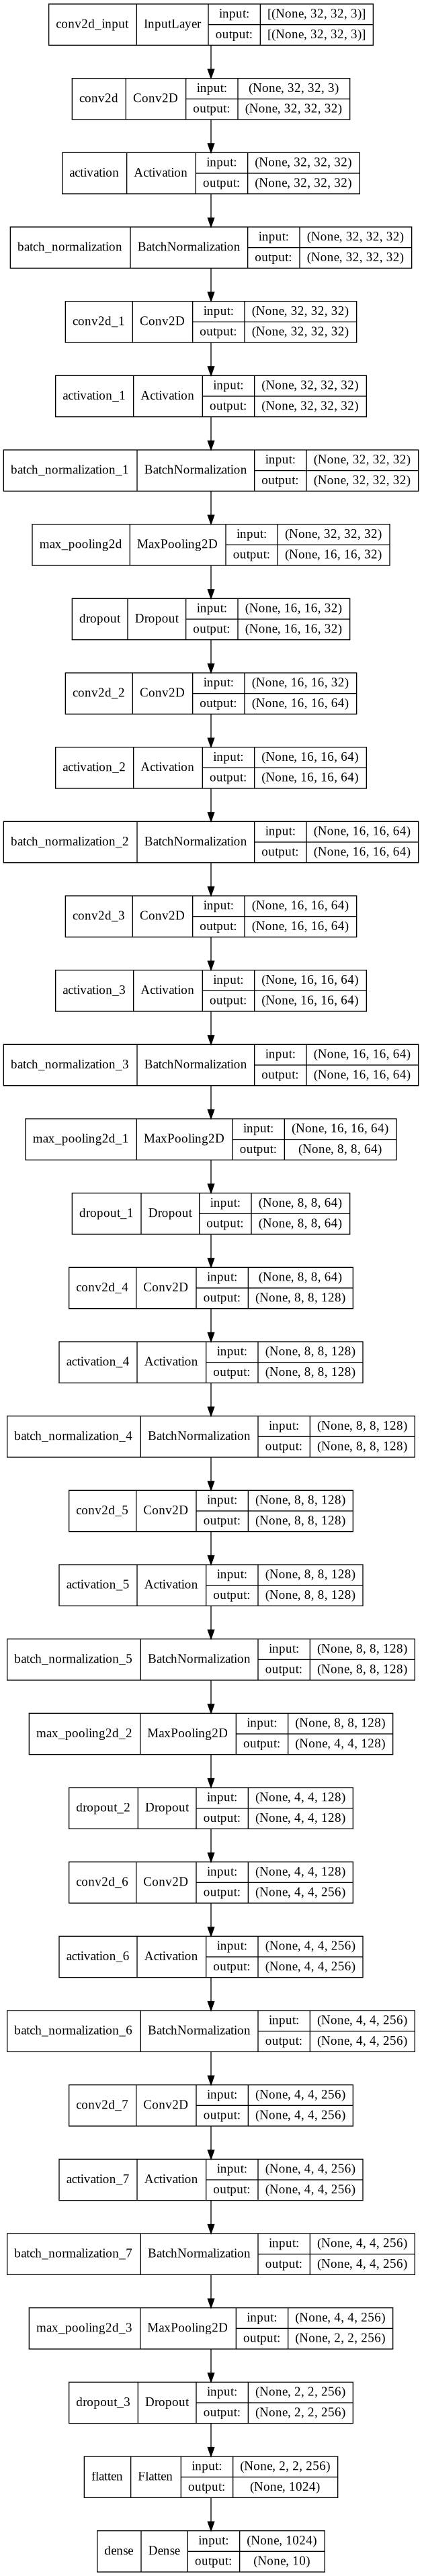 conv2d_input InputLayer input: [(None, 32, 32, 3)]
output: [(None, 32, 32, 3)]
conv2d Conv2D input: (None, 32, 32, 3)
output: (None, 32, 32, 32)
activation Activation input: (None, 32, 32, 32)
output: (None, 32, 32, 32)
batch_normalization BatchNormalization input: (None, 32, 32, 32)
output: (None, 32, 32, 32)
conv2d_1 Conv2D input: (None, 32, 32, 32)
output: (None, 32, 32, 32)
activation_1 Activation input: (None, 32, 32, 32)
output: (None, 32, 32, 32)
batch_normalization_1 BatchNormalization input: (None, 32, 32, 32)
output: (None, 32, 32, 32)
max_pooling2d MaxPooling2D input: (None, 32, 32, 32)
output: (None, 16, 16, 32)
dropout Dropout input: (None, 16, 16, 32)
output: (None, 16, 16, 32)
conv2d_2 Conv2D input: (None, 16, 16, 32)
output: (None, 16, 16, 64)
activation_2 Activation input: (None, 16, 16, 64)
output: (None, 16, 16, 64)
batch_normalization_2 BatchNormalization input: (None, 16, 16, 64)
output: (None, 16, 16, 64)
conv2d_3 Conv2D input: (None, 16, 16, 64)
output: (None, 16, 16, 64)
activation_3 Activation input: (None, 16, 16, 64)
output: (None, 16, 16, 64)
batch_normalization_3 BatchNormalization input: (None, 16, 16, 64)
output: (None, 16, 16, 64)
max_pooling2d_1 MaxPooling2D input: (None, 16, 16, 64)
output: (None, 8, 8, 64)
dropout_1 Dropout input: (None, 8, 8, 64)
output: (None, 8, 8, 64)
conv2d_4 Conv2D input: (None, 8, 8, 64)
output: (None, 8, 8, 128)
activation_4 Activation input: (None, 8, 8, 128)
output: (None, 8, 8, 128)
batch_normalization_4 BatchNormalization input: (None, 8, 8, 128)
output: (None, 8, 8, 128)
conv2d_5 Conv2D input: (None, 8, 8, 128)
output: (None, 8, 8, 128)
activation_5 Activation input: (None, 8, 8, 128)
output: (None, 8, 8, 128)
batch_normalization_5 BatchNormalization input: (None, 8, 8, 128)
output: (None, 8, 8, 128)
max_pooling2d_2 MaxPooling2D input: (None, 8, 8, 128)
output: (None, 4, 4, 128)
dropout_2 Dropout input: (None, 4, 4, 128)
output: (None, 4, 4, 128)
conv2d_6 Conv2D input: (None, 4, 4, 128)
output: (None, 4, 4, 256)
activation_6 Activation input: (None, 4, 4, 256)
output: (None, 4, 4, 256)
batch_normalization_6 BatchNormalization input: (None, 4, 4, 256)
output: (None, 4, 4, 256)
conv2d_7 Conv2D input: (None, 4, 4, 256)
output: (None, 4, 4, 256)
activation_7 Activation input: (None, 4, 4, 256)
output: (None, 4, 4, 256)
batch_normalization_7 BatchNormalization input: (None, 4, 4, 256)
output: (None, 4, 4, 256)
max_pooling2d_3 MaxPooling2D input: (None, 4, 4, 256)
output: (None, 2, 2, 256)
dropout_3 Dropout input: (None, 2, 2, 256)
output: (None, 2, 2, 256)
flatten Flatten input: (None, 2, 2, 256)
output: (None, 1024)
dense Dense input: (None, 1024)
output: (None, 10)